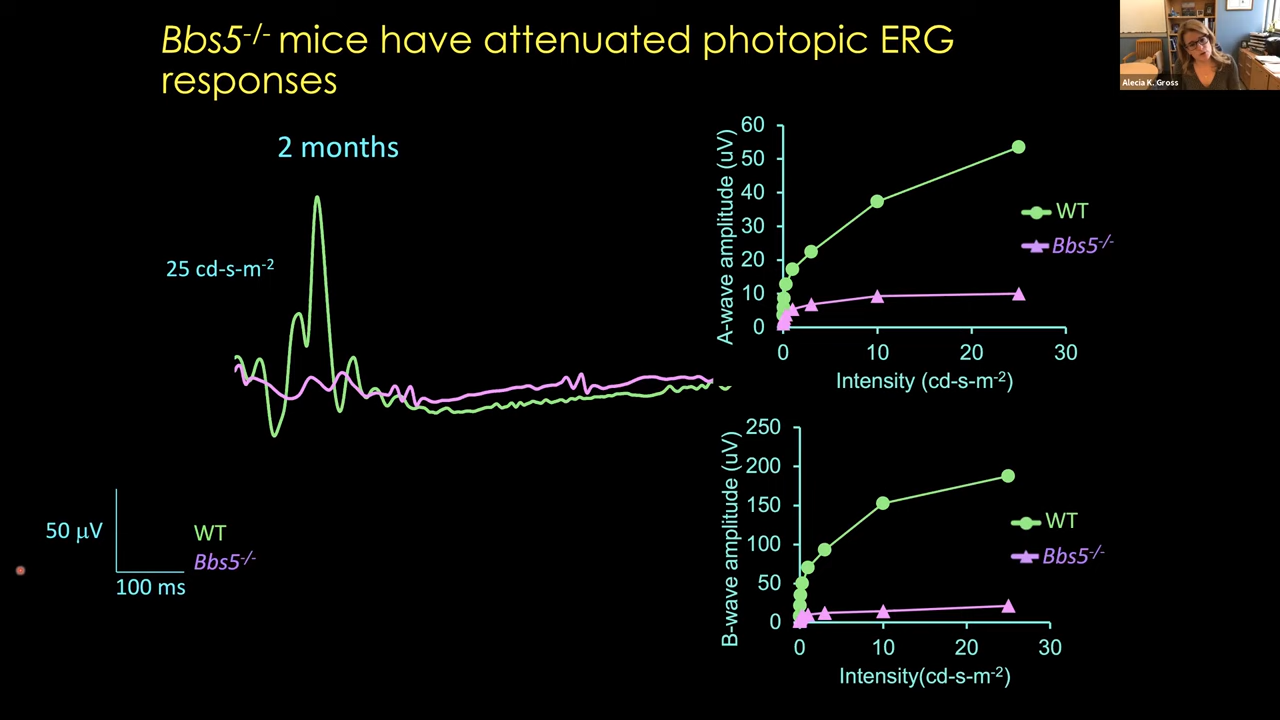 Bbs5-/- mice have attenuated photopic ERG
responses
Alecia K. Gross
2 months
25 cd-s-m-2
50 µV
100 ms
WT
Bbs5-/-
A-wave amplitude (uV)
60
50
40
30
20
10
0
0 10 20 30
Intensity (cd-s-m-2)
WT
Bbs5-/-
B-wave amplitude (uV)
250
200
150
100
50
0
0 10 20 30
Intensity(cd-s-m-2)
WT
Bbs5-/-